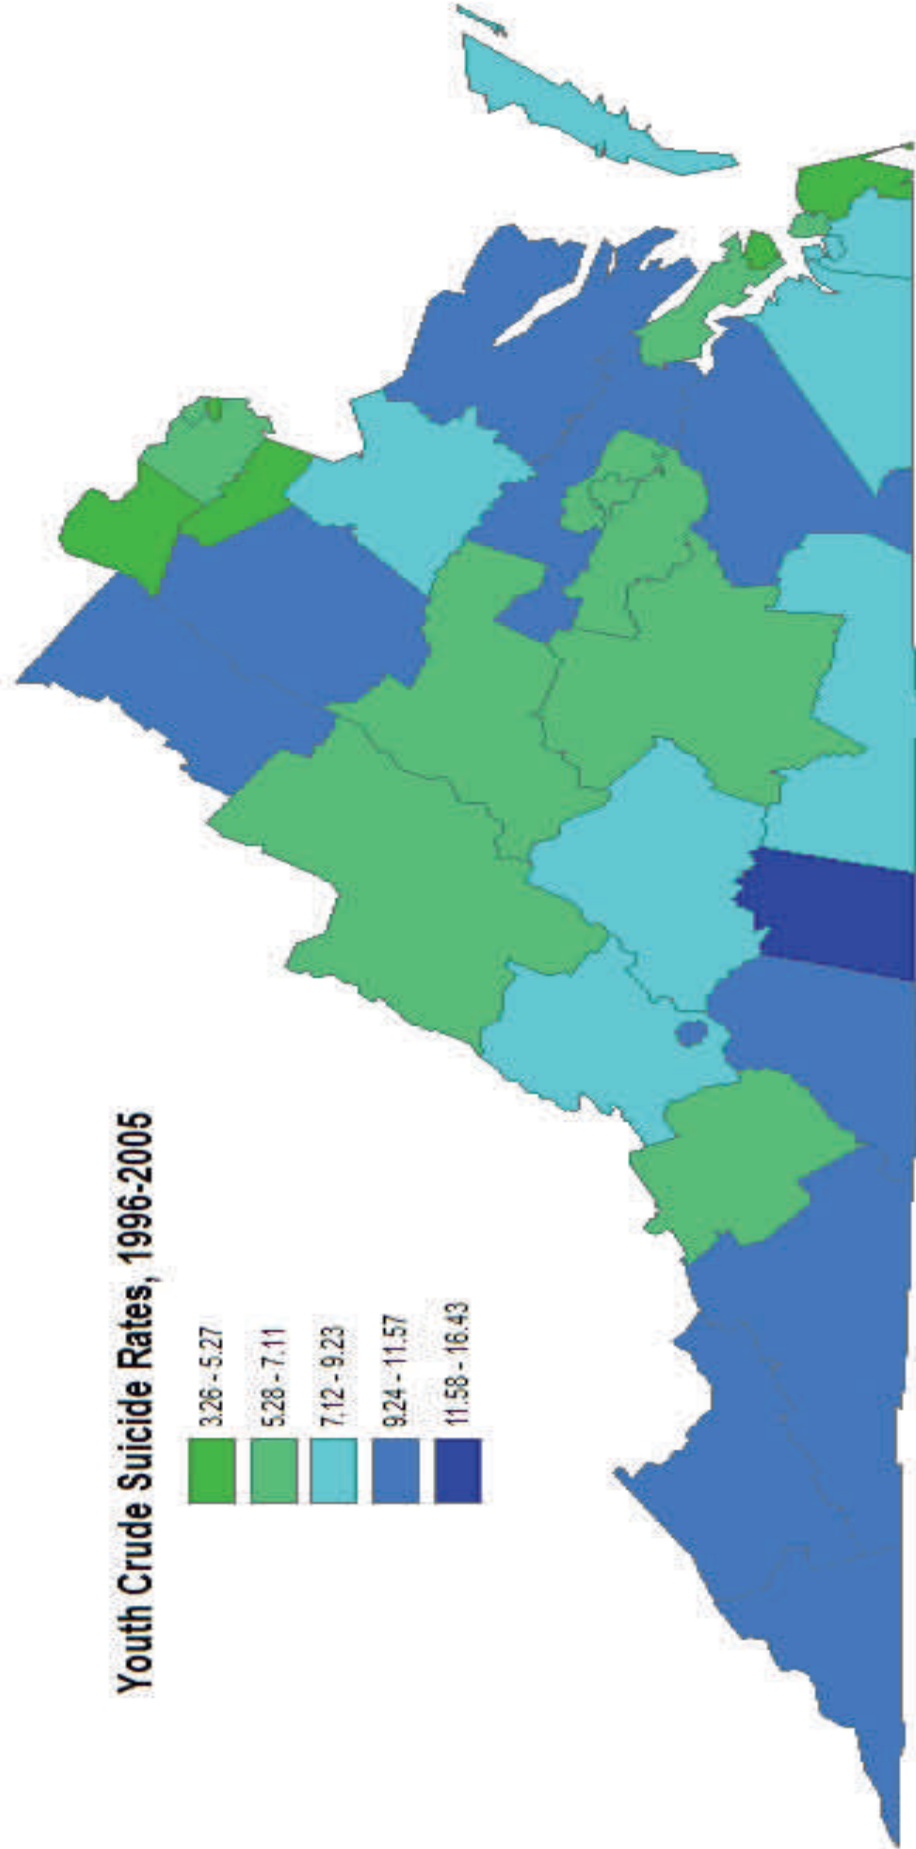 Youth Crude Suicide Rates, 1996-2005
3.26 - 5.27
5.28 - 7.11
7.12 - 9.23
9.24 - 11.57
11.58 - 16.43